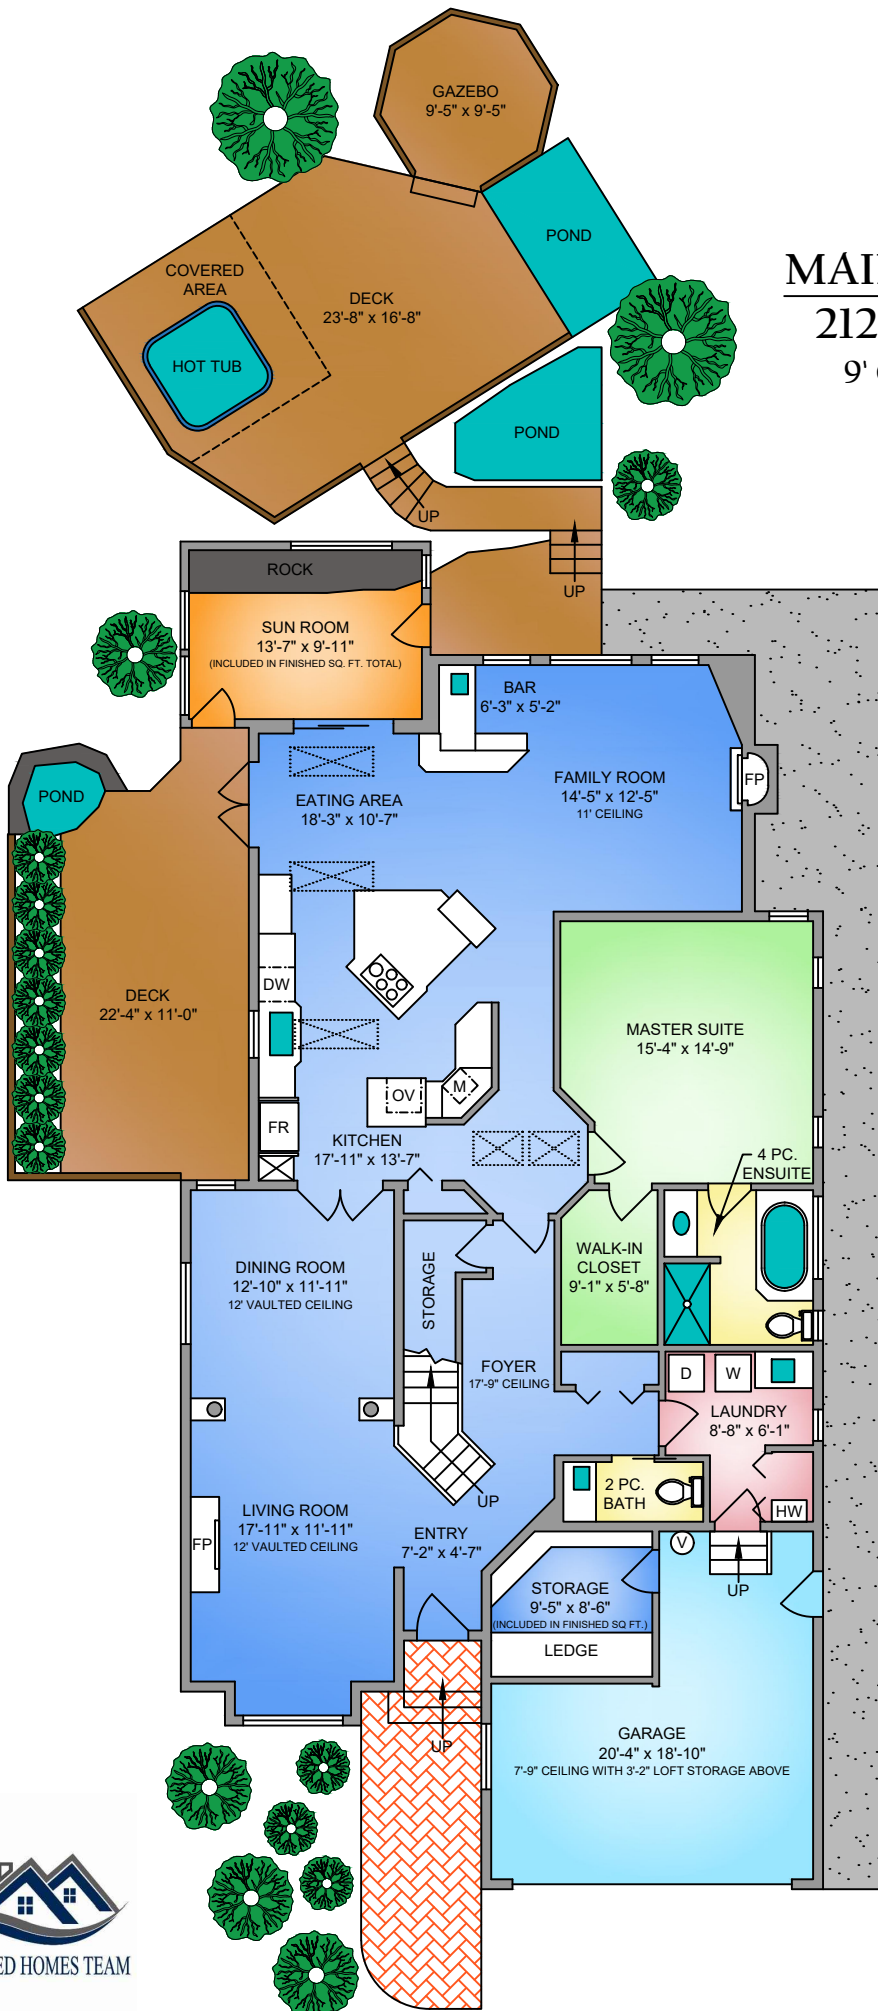 GAZEBO
9'-5" x 9'-5"
POND
COVERED
AREA
DECK
23'-8" x 16'-8"
HOT TUB
212
9'
POND
UP
UP
ROCK
SUN ROOM
13'-7" x 9'-11"
(INCLUDED IN FINISHED SQ. FT. TOTAL)
BAR
6'-3" x 5'-2"
FAMILY ROOM
14'-5" x 12'-5"
11' CEILING
FP
EATING AREA
18'-3" x 10'-7"
POND
DECK
22'-4" x 11'-0"
DW
MASTER SUITE
15'-4" x 14'-9"
OV
M
FR
KITCHEN
17'-11" x 13'-7"
4 PC.
ENSUITE
WALK-IN
CLOSET
9'-1" x 5'-8"
DINING ROOM
12'-10" x 11'-11"
12' VAULTED CEILING
STORAGE
FOYER
17'-9" CEILING
D
W
LAUNDRY
8'-8" x 6'-1"
UP
2 PC.
BATH
HW
LIVING ROOM
17'-11" x 11'-11"
12' VAULTED CEILING
FP
ENTRY
7'-2" x 4'-7"
V
UP
STORAGE
9'-5" x 8'-6"
(INCLUDED IN FINISHED SQ FT.)
LEDGE
UP
GARAGE
20'-4" x 18'-10"
7'-9" CEILING WITH 3'-2" LOFT STORAGE ABOVE
HOMES TEAM